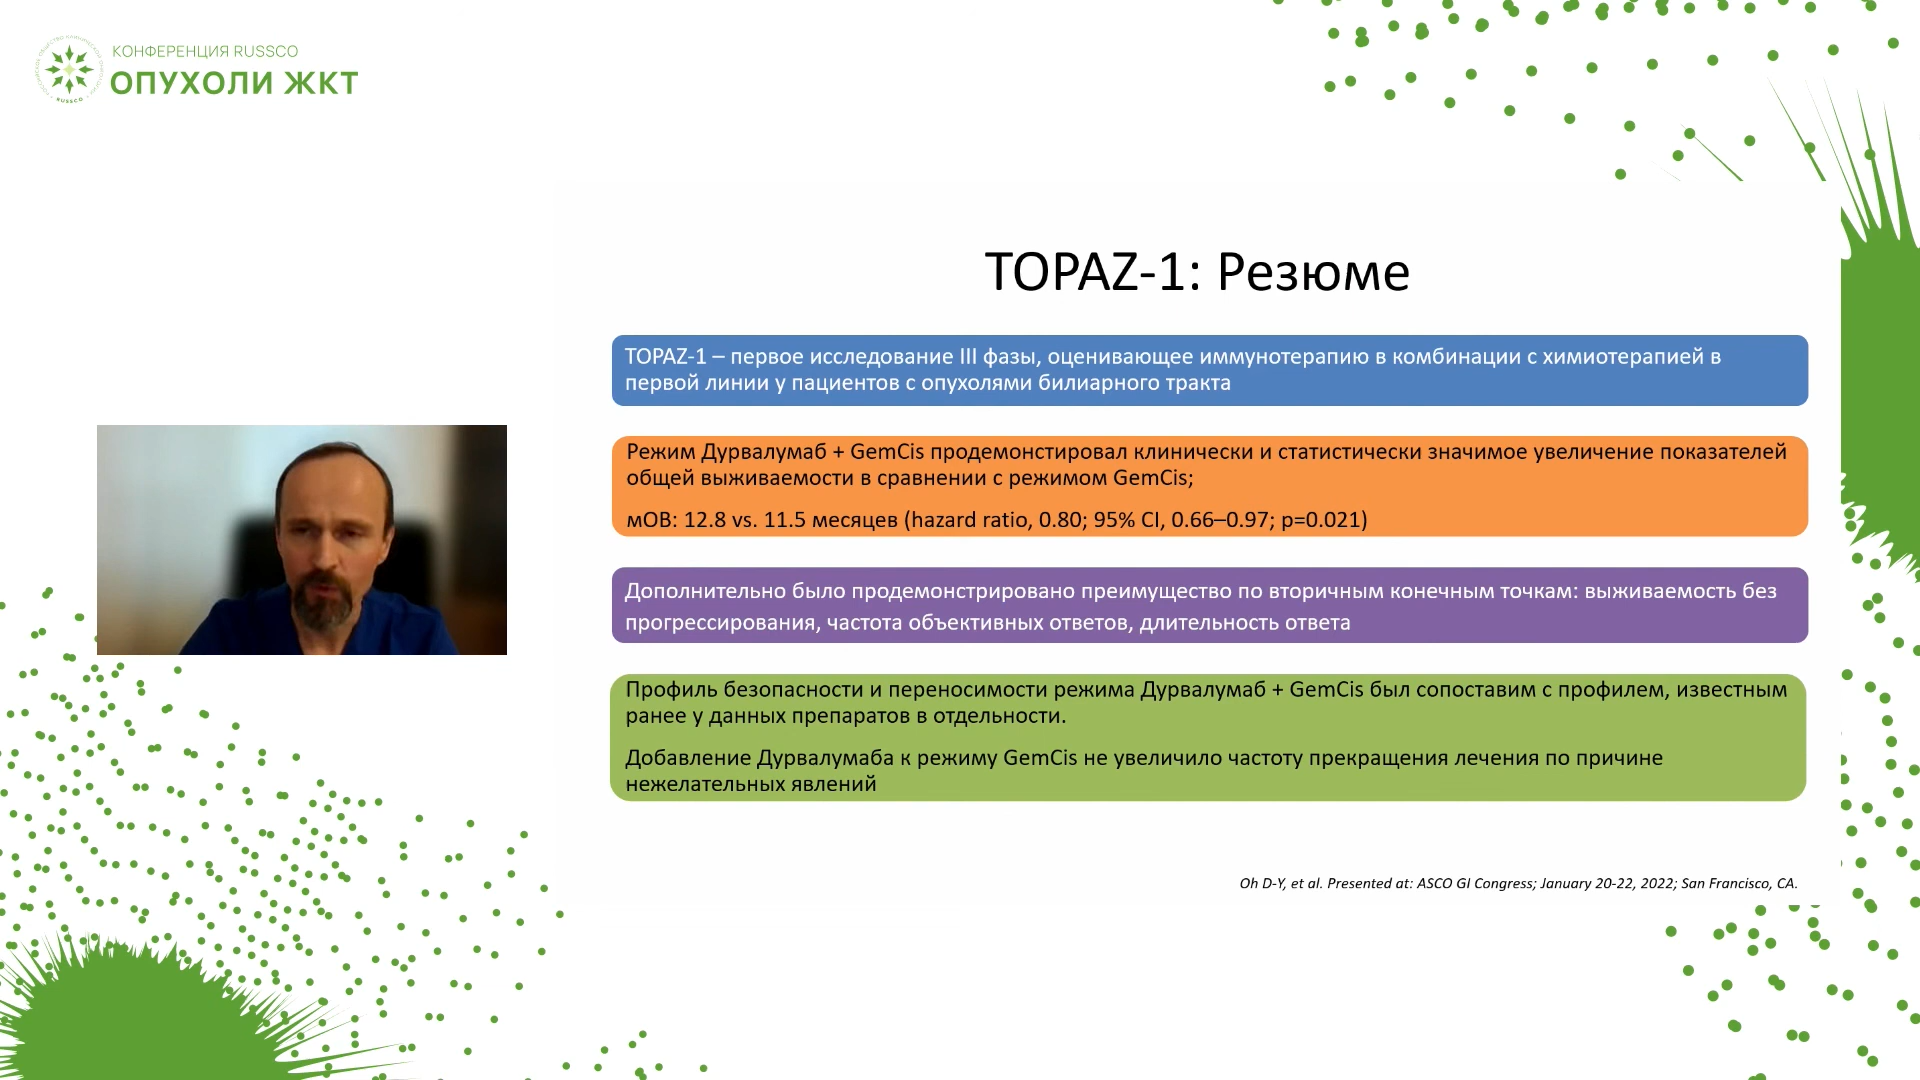 КОНФЕРЕНЦИЯ RUSSCO
ОПУХОЛИ ЖКТ
RUSSCO
TOPAZ-1: Резюме
TOPAZ-1 – первое исследование III фазы, оценивающее иммунотерапию в комбинации с химиотерапией в
первой линии у пациентов с опухолями билиарного тракта
Режим Дурвалумаб + GemCis продемонстировал клинически и статистически значимое увеличение показателей
общей выживаемости в сравнении с режимом GemCis;
мОВ: 12.8 vs. 11.5 месяцев (hazard ratio, 0.80; 95% CI, 0.66–0.97; p=0.021)
Дополнительно было продемонстрировано преимущество по вторичным конечным точкам: выживаемость без
прогрессирования, частота объективных ответов, длительность ответа
Профиль безопасности и переносимости режима Дурвалумаб + GemCis был сопоставим с профилем, известным
ранее у данных препаратов в отдельности.
Добавление Дурвалумаба к режиму GemCis не увеличило частоту прекращения лечения по причине
нежелательных явлений
Oh D-Y, et al. Presented at: ASCO GI Congress; January 20-22, 2022; San Francisco, CA.